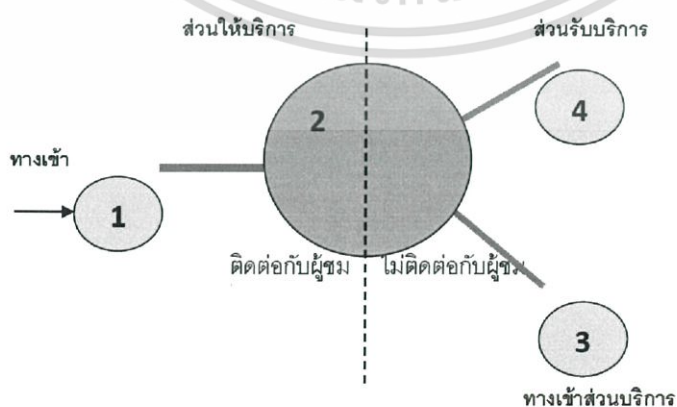 ส่วนให้บริการ
ส่วนรับบริการ
2
4
ทางเข้า
1
ติดต่อกับผู้ชม
ไม่ติดต่อกับผู้ชม
3
ทางเข้าส่วนบริการ